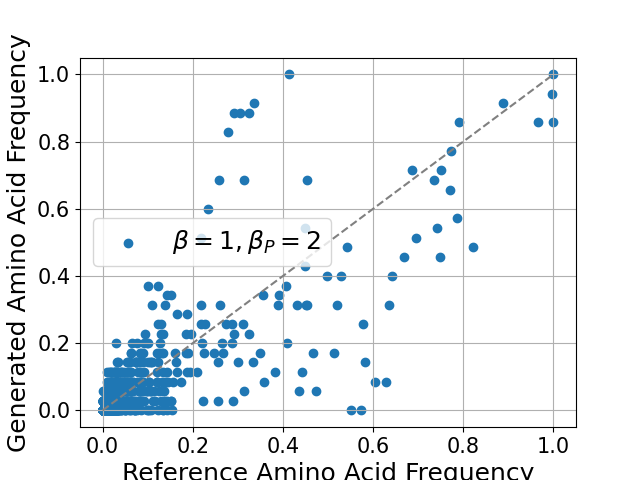 Generated Amino Acid Frequency
1.0
0.8
0.6
0.4
0.2
0.0
β = 1, β_P = 2
0.0 0.2 0.4 0.6 0.8 1.0
Reference Amino Acid Frequency